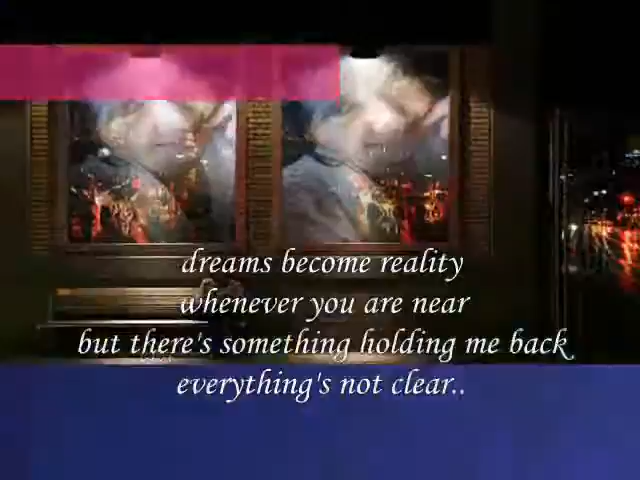 dreams become reality
whenever you are near
but there's something holding me back
everything's not clear..